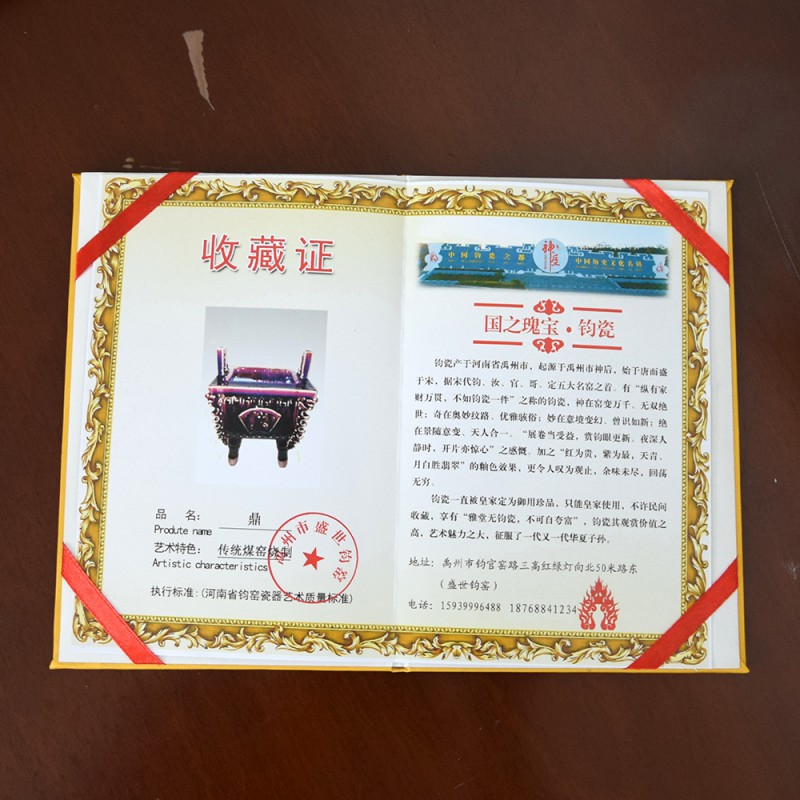 收藏证
品 名： 鼎
Produte name
艺术特色： 传统煤窑烧制
Artistic characteristics
州市盛世钧瓷
执行标准：(河南省钧窑瓷器艺术质量标准)
中国钧瓷之都
神垕
中国历史文化名镇
国之瑰宝·钧瓷
钧瓷产于河南省禹州市，起源于禹州市神后，始于唐而盛
于宋，据宋代钧、汝、官、哥、定五大名窑之首。有“纵有家
财万贯，不如钧瓷一件”之称的钧瓷，神在窑变万千。无双绝
世；奇在奥妙纹路、优雅骇俗；妙在意境变幻、曾识如新；绝
在景随意变、天人合一。“展卷当受益，赏钧眼更新。夜深人
静时，开片亦惊心”之感慨。加之“红为贵，紫为最，天青、
月白胜翡翠”的釉色效果，更令人叹为观止，余味未尽，回荡
无穷。
钧瓷一直被皇家定为御用珍品，只能皇家使用，不许民间
收藏，享有“雅堂无钧瓷，不可自夸富”，钧瓷其观赏价值之
高，艺术魅力之大，征服了一代又一代华夏子孙。
地址：禹州市钧官窑路三高红绿灯向北50米路东
（盛世钧窑）
电话：15939996488 18768841234